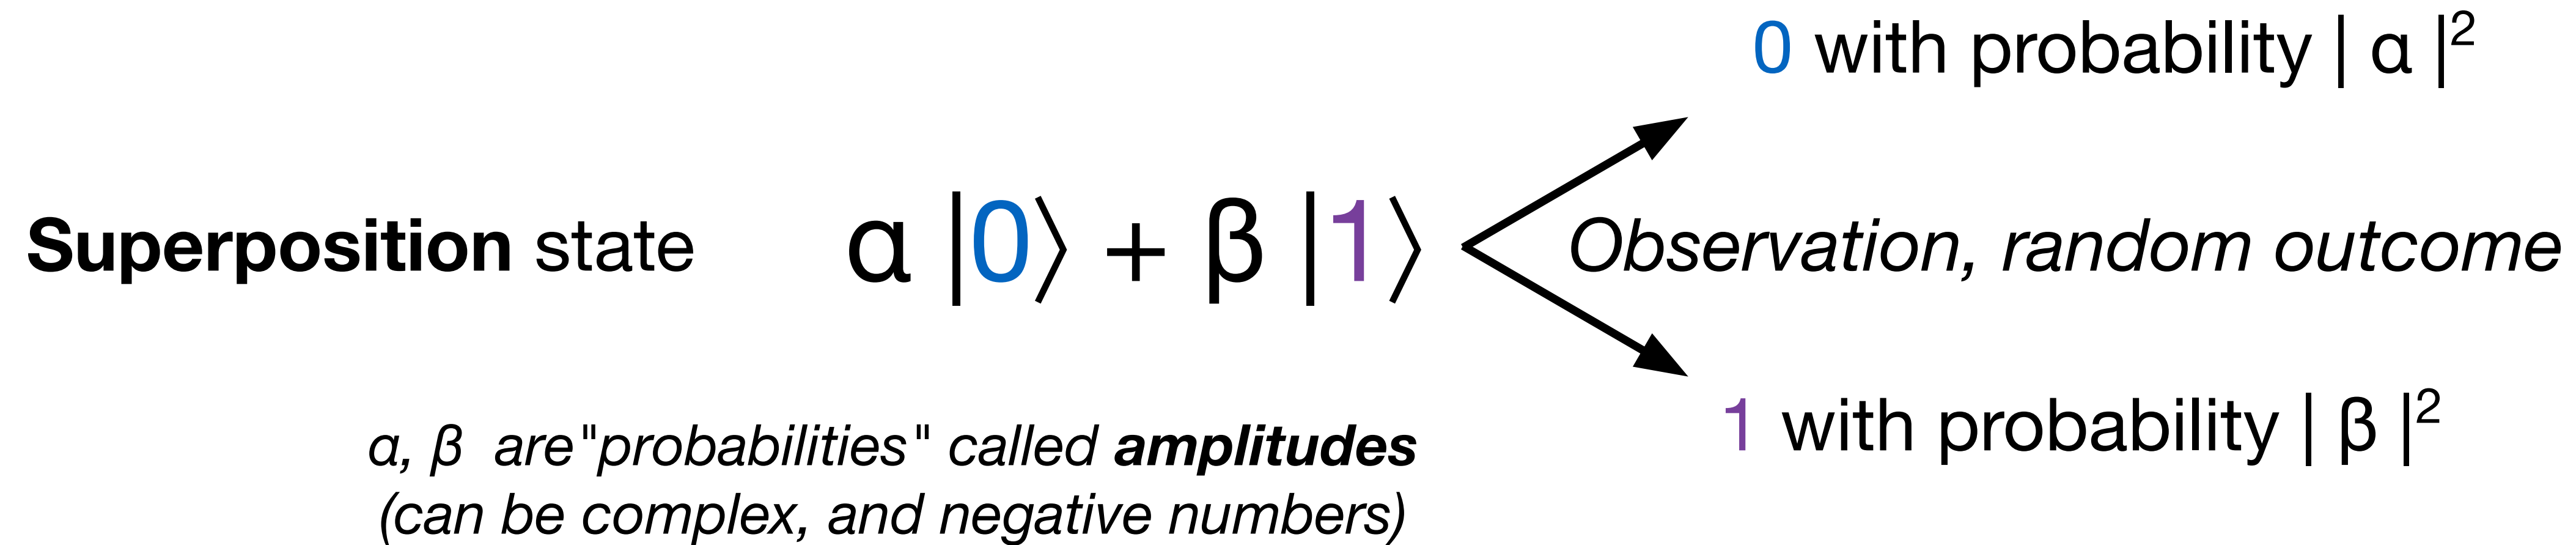 0 with probability | α |²
Superposition state α |0⟩ + β |1⟩ Observation, random outcome
1 with probability | β |²
α, β are"probabilities" called amplitudes
(can be complex, and negative numbers)